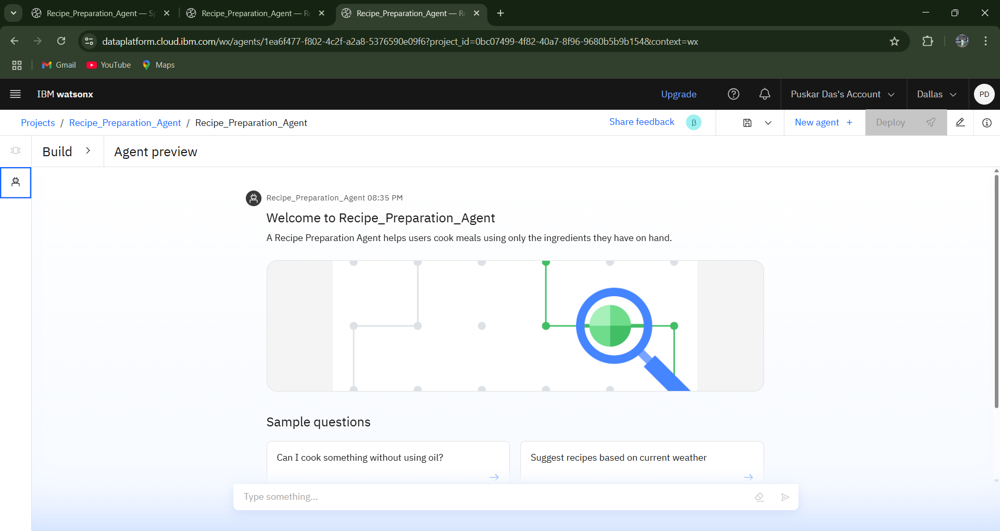 Recipe_Preparation_Agent — Sp
Recipe_Preparation_Agent — Re
Recipe_Preparation_Agent — Re
dataplatform.cloud.ibm.com/wx/agents/1ea6f477-f802-4c2f-a2a8-5376590e09f6?project_id=0bc07499-4f82-40a7-8f96-9680b5b9b154&context=wx
Gmail
YouTube
Maps
IBM watsonx
Upgrade
Puskar Das's Account
Dallas
PD
Projects / Recipe_Preparation_Agent / Recipe_Preparation_Agent
Share feedback
β
New agent +
Deploy
Build
Agent preview
Recipe_Preparation_Agent 08:35 PM
Welcome to Recipe_Preparation_Agent
A Recipe Preparation Agent helps users cook meals using only the ingredients they have on hand.
Sample questions
Can I cook something without using oil?
Suggest recipes based on current weather
Type something...